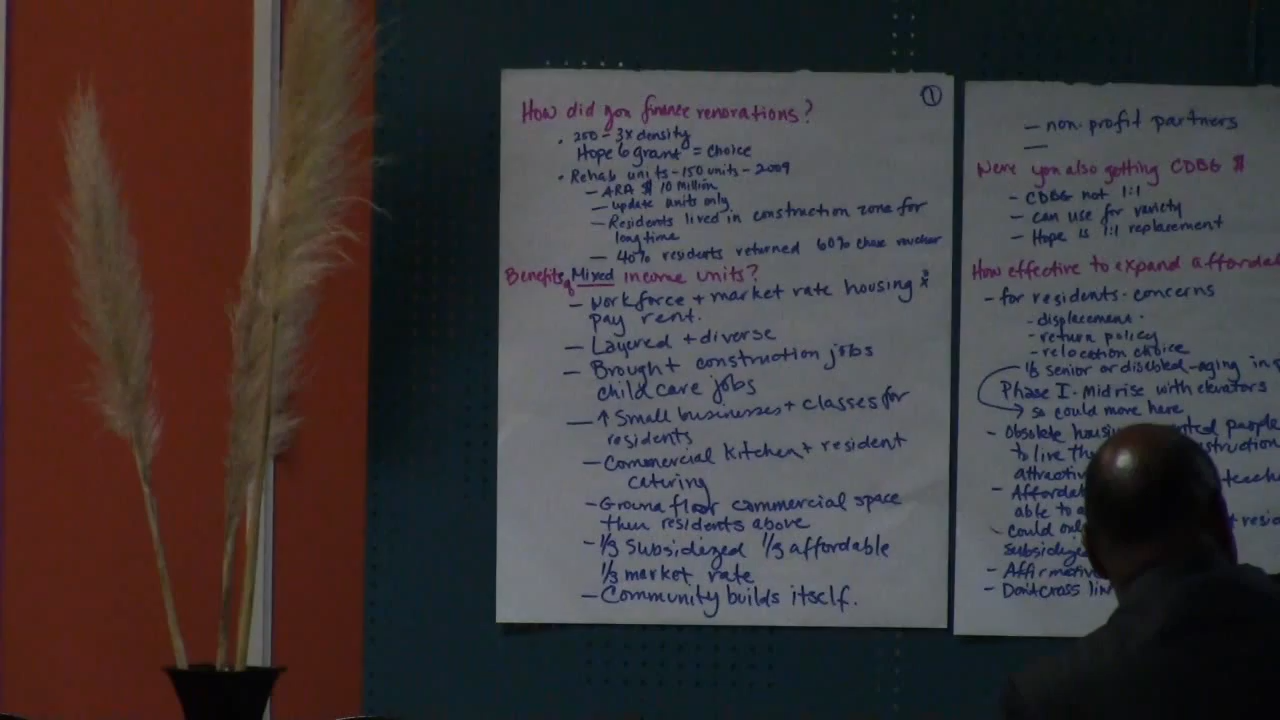 ①
How did you finance renorations?
• 250 - 3x density
Hope 6 grant = choice
• Rehab units - 150 units - 2009
- ARA $ 10 Million
- update units only
- Residents lived in construction zone for
long time
- 40% residents returned 60% chose voucher
Benefits of Mixed income units?
- Workforce + market rate housing
pay rent.
- Layered + diverse
- Brought construction jobs
child care jobs
- ↑ Small businesses + classes for
residents
- Commercial Kitchen + resident
catering
- Ground floor commercial space
then residents above
- 1/3 Subsidized 1/3 affordable
1/3 market rate
- Community builds itself.
- non-profit partners
-
Were you also getting CDBG $
- CDBG not 1:1
- can use for variety
- Hope is 1:1 replacement
How effective to expand
- for residents concerns
- displacement
- return policy
- relocation choice
1/3 senior or disabled - aging in
Phase I - Midrise with elevators
→ so could more here
- Obsolete people
to live
able to
- Could
- Don't cross